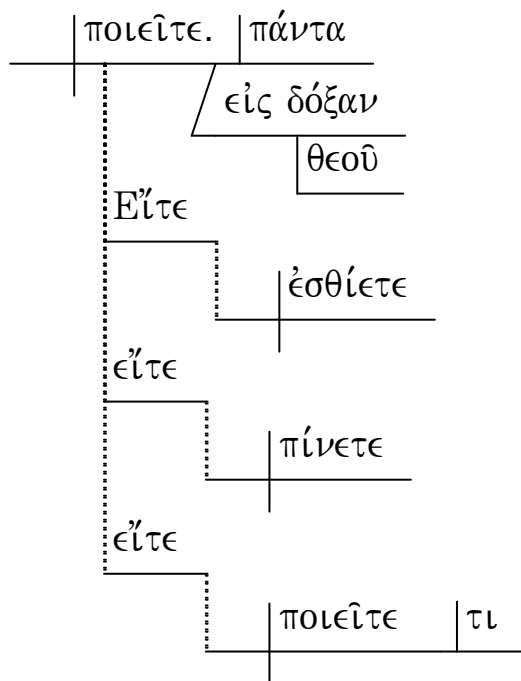 ποιεῖτε. πάντα
εἰς δόξαν
θεοῦ
Εἴτε
ἐσθίετε
εἴτε
πίνετε
εἴτε
ποιεῖτε τι